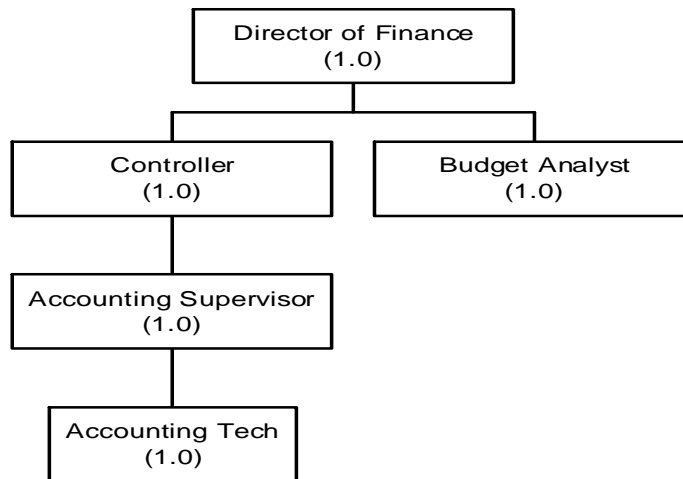 Director of Finance
(1.0)
Controller
(1.0)
Budget Analyst
(1.0)
Accounting Supervisor
(1.0)
Accounting Tech
(1.0)